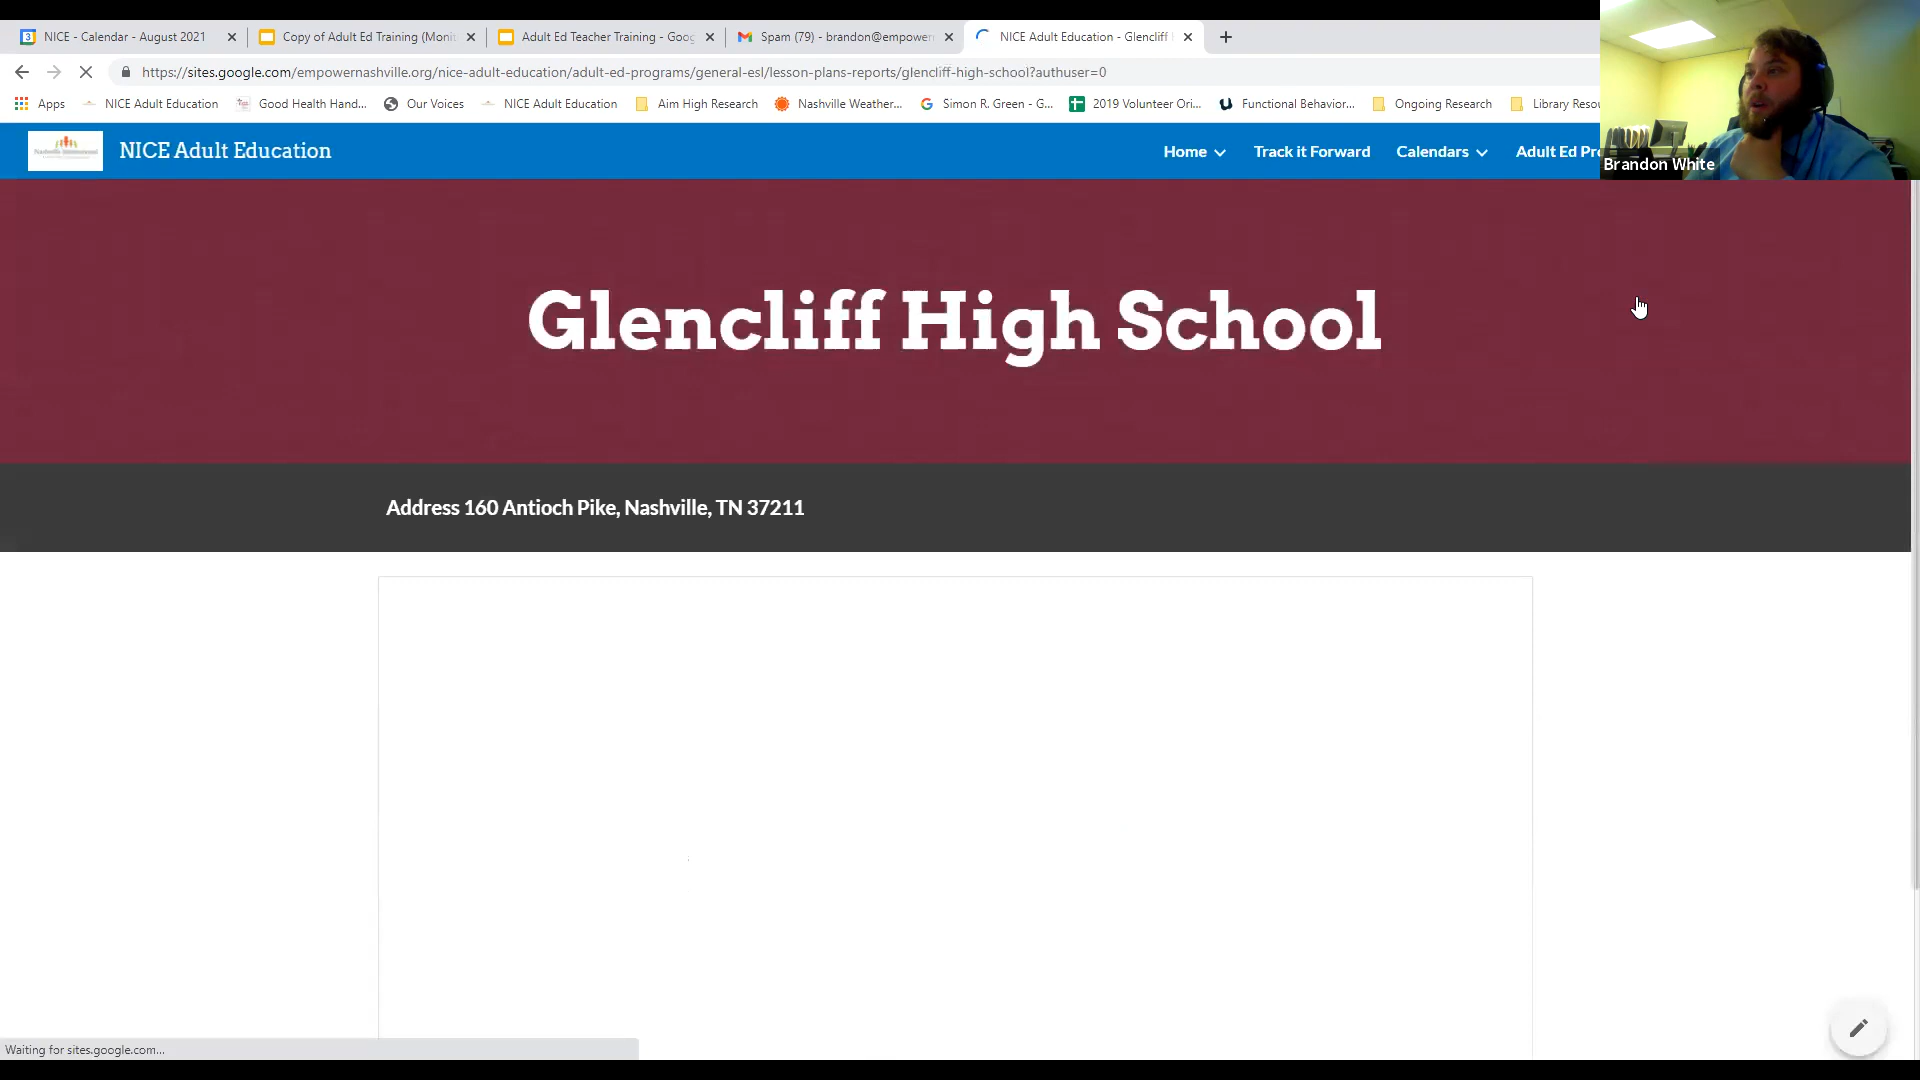 NICE - Calendar - August 2021
Copy of Adult Ed Training (Monit
Adult Ed Teacher Training - Goog
Spam (79) - brandon@empower
NICE Adult Education - Glencliff
https://sites.google.com/empowernashville.org/nice-adult-education/adult-ed-programs/general-esl/lesson-plans-reports/glencliff-high-school?authuser=0
Apps
NICE Adult Education
Good Health Hand...
Our Voices
NICE Adult Education
Aim High Research
Nashville Weather...
Simon R. Green - G...
2019 Volunteer Ori...
Functional Behavior...
Ongoing Research
Library Resou
NICE Adult Education
Home
Track it Forward
Calendars
Adult Ed Pro
Brandon White
Glencliff High School
Address 160 Antioch Pike, Nashville, TN 37211
Waiting for sites.google.com...